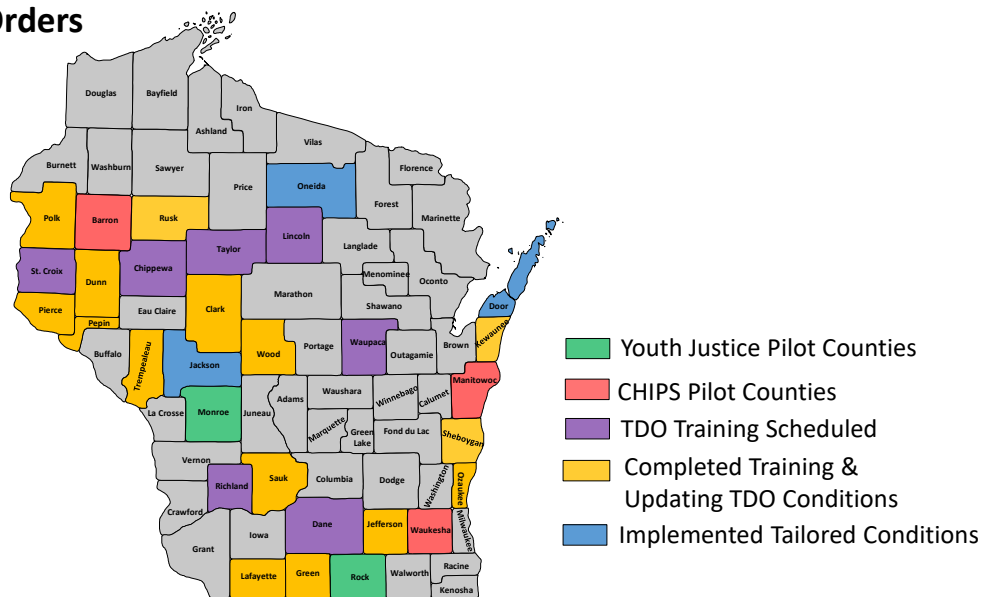 Orders
Douglas
Bayfield
Iron
Ashland
Vilas
Burnett
Washburn
Sawyer
Florence
Price
Oneida
Forest
Polk
Barron
Rusk
Marinette
Lincoln
Langlade
Taylor
St. Croix
Chippewa
Menominee
Oconto
Dunn
Marathon
Shawano
Pierce
Eau Claire
Clark
Door
Pepin
Kewaunee
Buffalo
Trempealeau
Wood
Portage
Waupaca
Outagamie
Brown
Jackson
Manitowoc
Waushara
Winnebago
Calumet
Adams
La Crosse
Monroe
Juneau
Marquette
Green
Lake
Fond du Lac
Sheboygan
Vernon
Richland
Sauk
Columbia
Dodge
Washington
Ozaukee
Crawford
Dane
Jefferson
Waukesha
Milwaukee
Grant
Iowa
Lafayette
Green
Rock
Walworth
Racine
Kenosha
Youth Justice Pilot Counties
CHIPS Pilot Counties
TDO Training Scheduled
Completed Training &
Updating TDO Conditions
Implemented Tailored Conditions